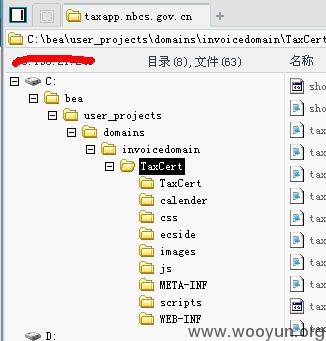 taxapp.nbcs.gov.cn
C:\bea\user_projects\domains\invoicedomain\TaxCert
目录(8),文件(63)
名称
C:
bea
user_projects
domains
invoicedomain
TaxCert
TaxCert
calender
css
ecside
images
js
META-INF
scripts
WEB-INF
D:
sho
sho
tax
tax
tax
tax
tax
tax
tax
tax
tax
tax
www.wooyun.org